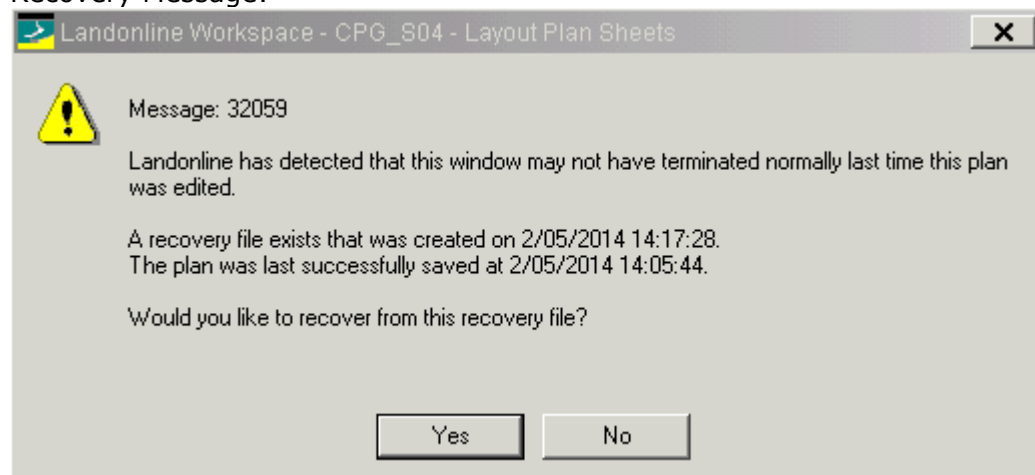 Recovery Message:
Landonline Workspace - CPG_S04 - Layout Plan Sheets
Message: 32059
Landonline has detected that this window may not have terminated normally last time this plan
was edited.
A recovery file exists that was created on 2/05/2014 14:17:28.
The plan was last successfully saved at 2/05/2014 14:05:44.
Would you like to recover from this recovery file?
Yes
No